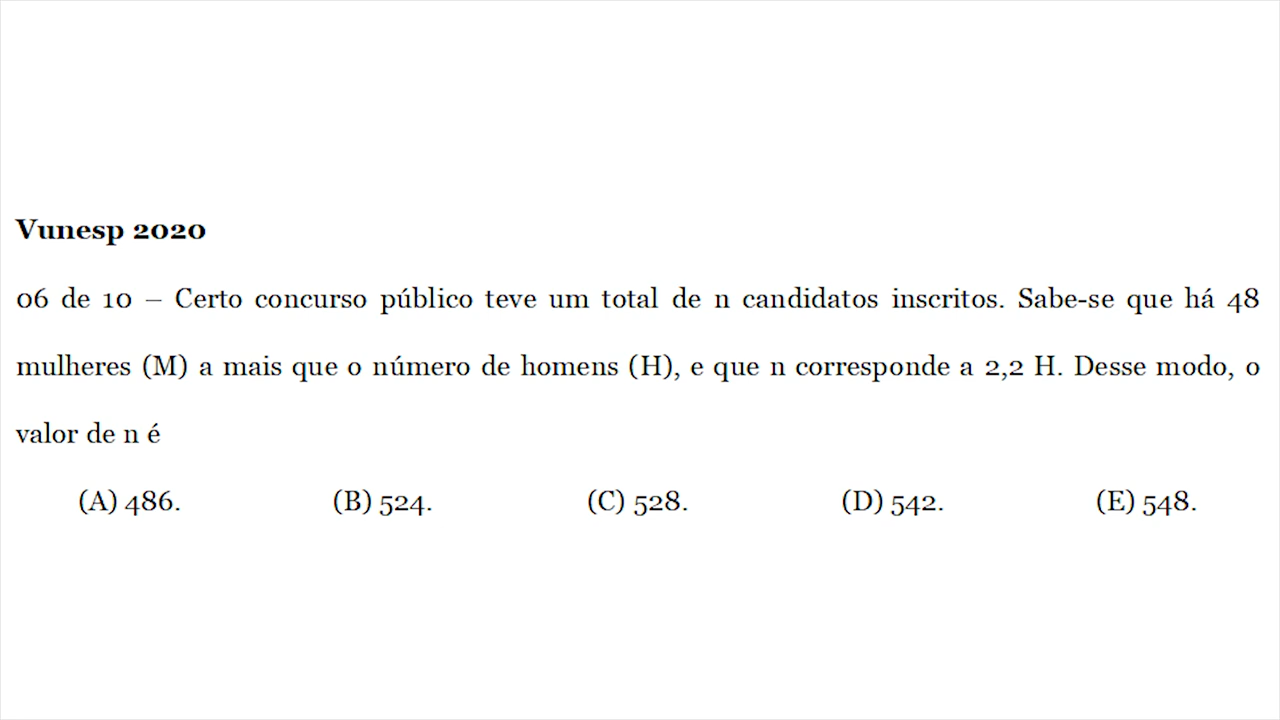 Vunesp 2020
06 de 10 – Certo concurso público teve um total de n candidatos inscritos. Sabe-se que há 48
mulheres (M) a mais que o número de homens (H), e que n corresponde a 2,2 H. Desse modo, o
valor de n é
(A) 486. (B) 524. (C) 528. (D) 542. (E) 548.